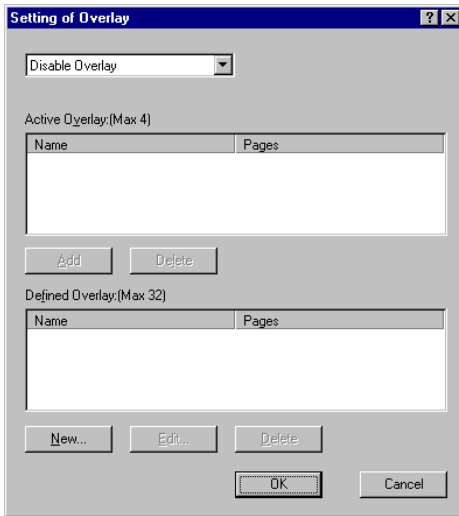 Setting of Overlay
Disable Overlay
Active Overlay:(Max 4)
Name Pages
Add Delete
Defined Overlay:(Max 32)
Name Pages
New... Edit... Delete
OK Cancel